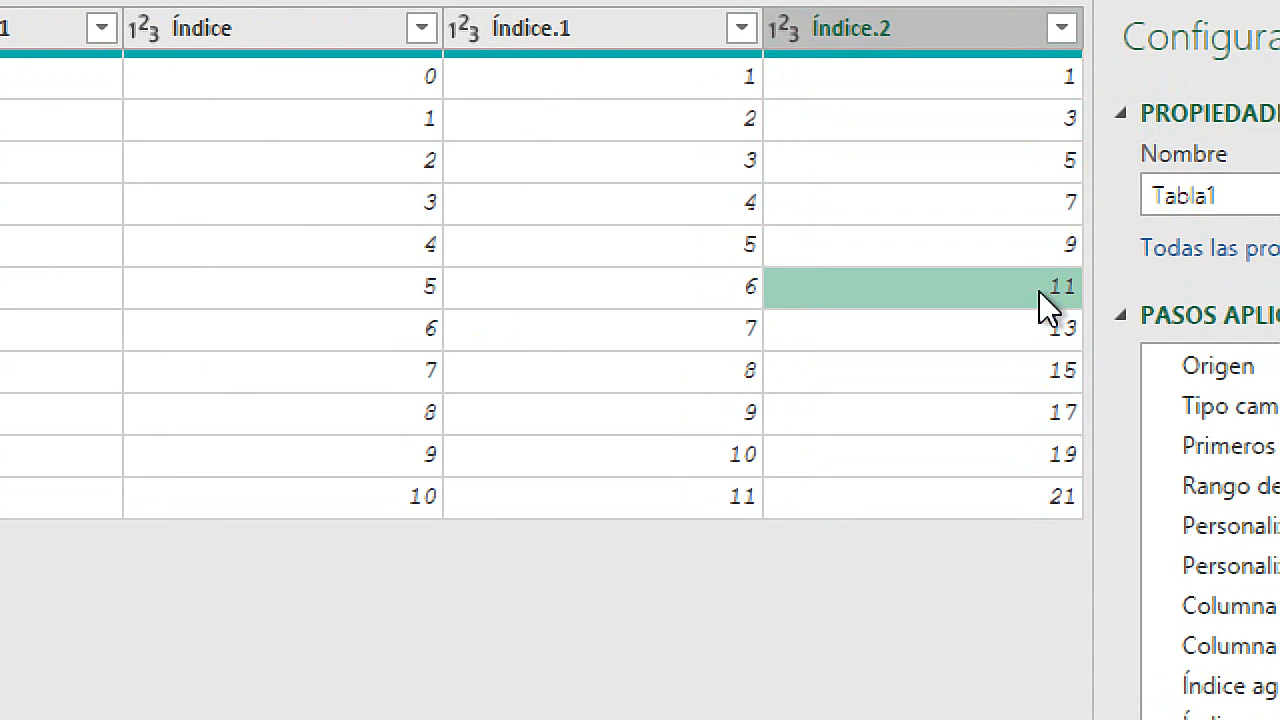 1 1²3 Índice 1²3 Índice.1 1²3 Índice.2
0 1 1
1 2 3
2 3 5
3 4 7
4 5 9
5 6 11
6 7 13
7 8 15
8 9 17
9 10 19
10 11 21
Configura
PROPIEDADE
Nombre
Tabla1
Todas las pro
PASOS APLIC
Origen
Tipo cam
Primeros
Rango de
Personaliz
Personaliz
Columna
Columna
Índice ag